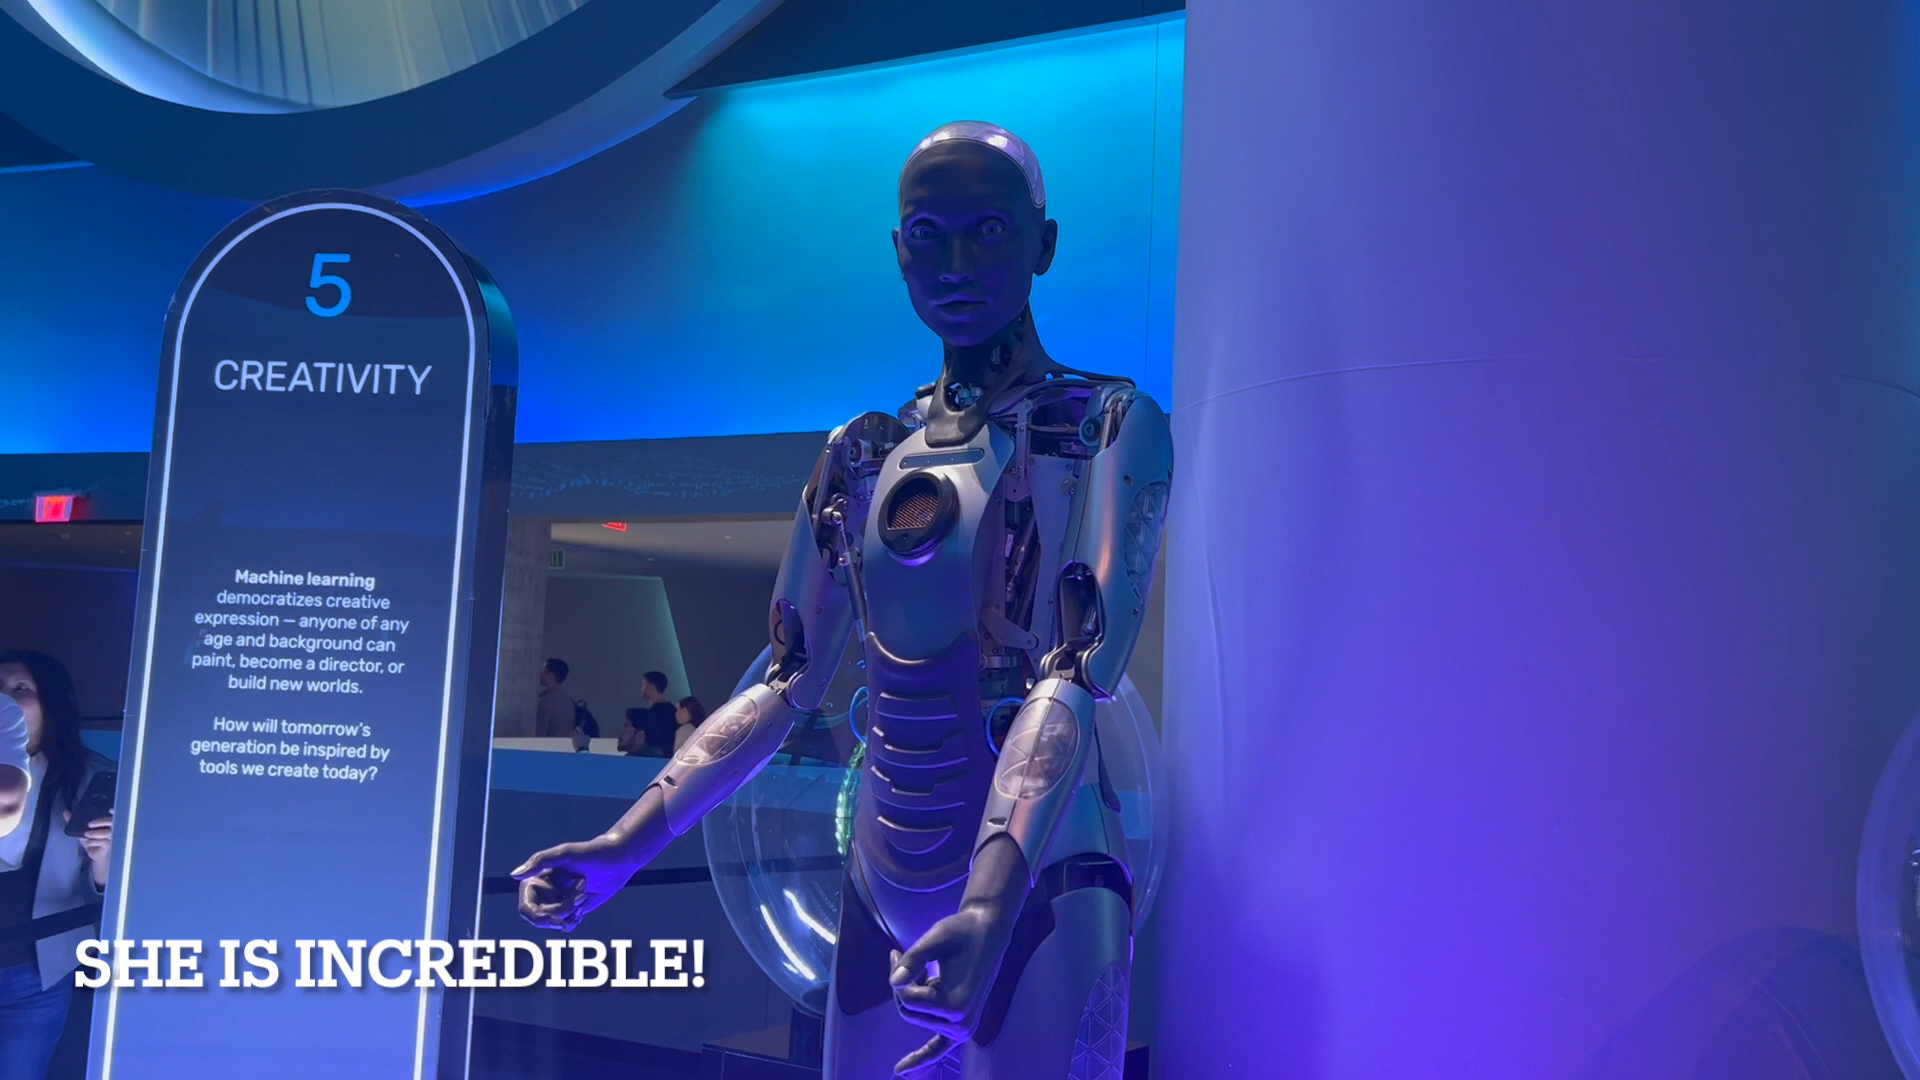 5
CREATIVITY
Machine learning
democratizes creative
expression — anyone of any
age and background can
paint, become a director, or
build new worlds.
How will tomorrow's
generation be inspired by
tools we create today?
SHE IS INCREDIBLE!